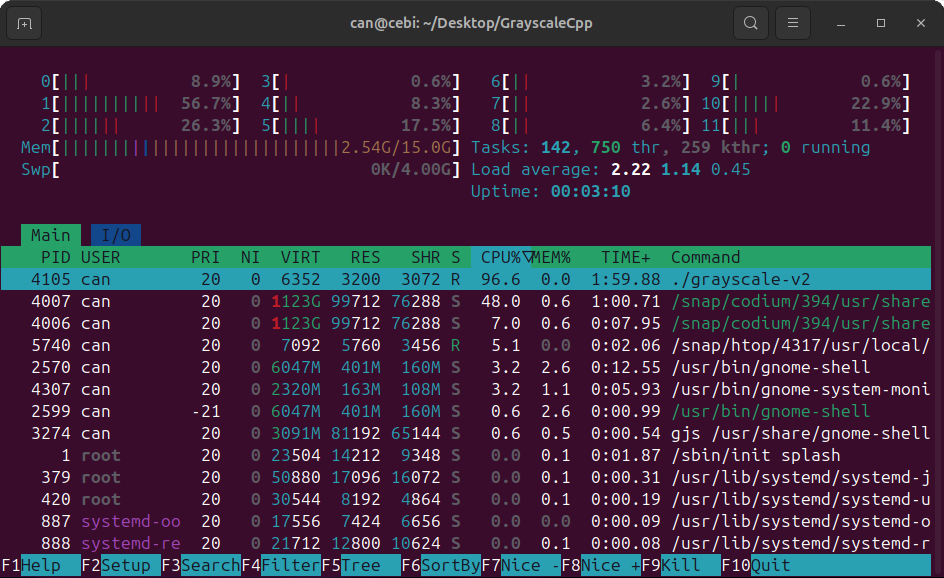 can@cebi: ~/Desktop/GrayscaleCpp
0[||| 8.9%] 3[| 0.6%] 6[|| 3.2%] 9[| 0.6%]
1[|||||||||| 56.7%] 4[|| 8.3%] 7[|| 2.6%] 10[||||| 22.9%]
2[|||||| 26.3%] 5[|||| 17.5%] 8[|| 6.4%] 11[||| 11.4%]
Mem[||||||||||||||||||||||||||||2.54G/15.0G] Tasks: 142, 750 thr, 259 kthr; 0 running
Swp[ 0K/4.00G] Load average: 2.22 1.14 0.45
Uptime: 00:03:10
Main I/O
PID USER PRI NI VIRT RES SHR S CPU%▽MEM% TIME+ Command
4105 can 20 0 6352 3200 3072 R 96.6 0.0 1:59.88 ./grayscale-v2
4007 can 20 0 1123G 99712 76288 S 48.0 0.6 1:00.71 /snap/codium/394/usr/share
4006 can 20 0 1123G 99712 76288 S 7.0 0.6 0:07.95 /snap/codium/394/usr/share
5740 can 20 0 7092 5760 3456 R 5.1 0.0 0:02.06 /snap/htop/4317/usr/local/
2570 can 20 0 6047M 401M 160M S 3.2 2.6 0:12.55 /usr/bin/gnome-shell
4307 can 20 0 2320M 163M 108M S 3.2 1.1 0:05.93 /usr/bin/gnome-system-moni
2599 can -21 0 6047M 401M 160M S 0.6 2.6 0:00.99 /usr/bin/gnome-shell
3274 can 20 0 3091M 81192 65144 S 0.6 0.5 0:00.54 gjs /usr/share/gnome-shell
1 root 20 0 23504 14212 9348 S 0.0 0.1 0:01.87 /sbin/init splash
379 root 20 0 50880 17096 16072 S 0.0 0.1 0:00.31 /usr/lib/systemd/systemd-j
420 root 20 0 30544 8192 4864 S 0.0 0.1 0:00.19 /usr/lib/systemd/systemd-u
887 systemd-oo 20 0 17556 7424 6656 S 0.0 0.0 0:00.09 /usr/lib/systemd/systemd-o
888 systemd-re 20 0 21712 12800 10624 S 0.0 0.1 0:00.08 /usr/lib/systemd/systemd-r
F1Help F2Setup F3SearchF4FilterF5Tree F6SortByF7Nice -F8Nice +F9Kill F10Quit